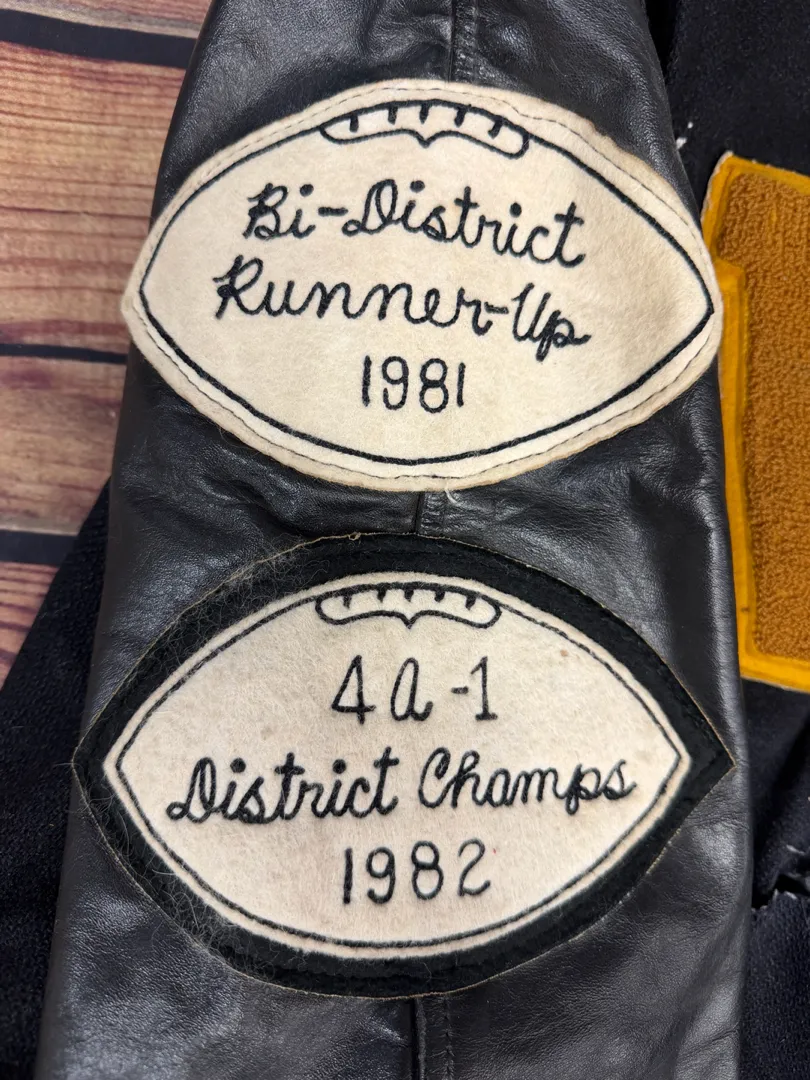 Bi-District
Runner-Up
1981
4a-1
District Champs
1982